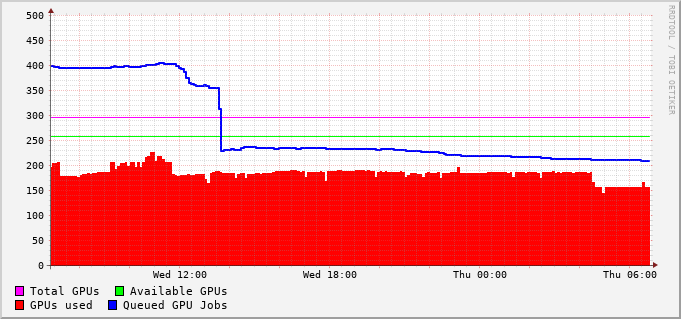 500
450
400
350
300
250
200
150
100
50
0
Wed 12:00 Wed 18:00 Thu 00:00 Thu 06:00
Total GPUs Available GPUs
GPUs used Queued GPU Jobs
RRDTOOL / TOBI OETIKER